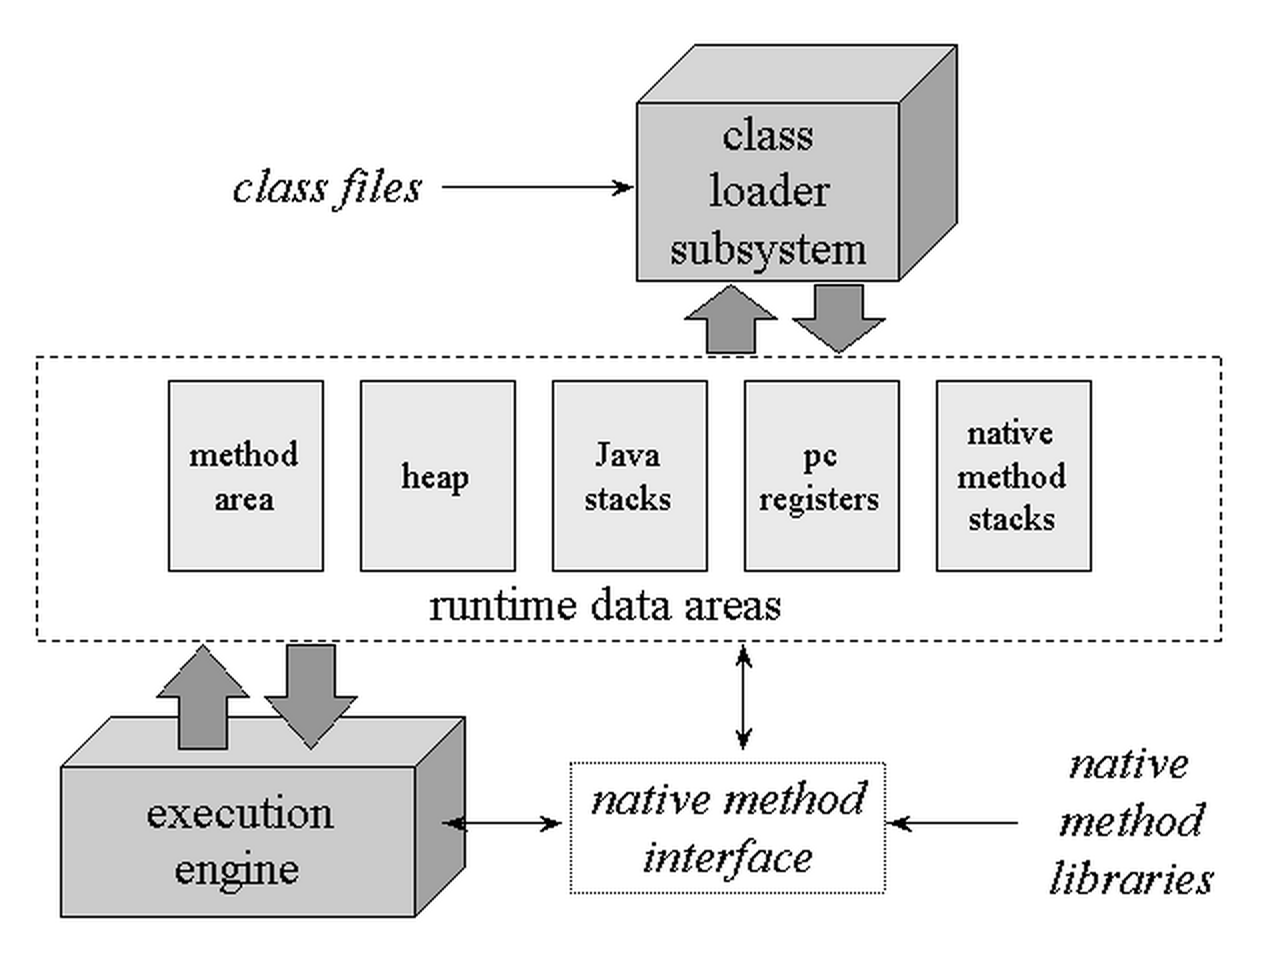 class
loader
subsystem
class files
method
area
heap
Java
stacks
pc
registers
native
method
stacks
runtime data areas
execution
engine
native method
interface
native
method
libraries